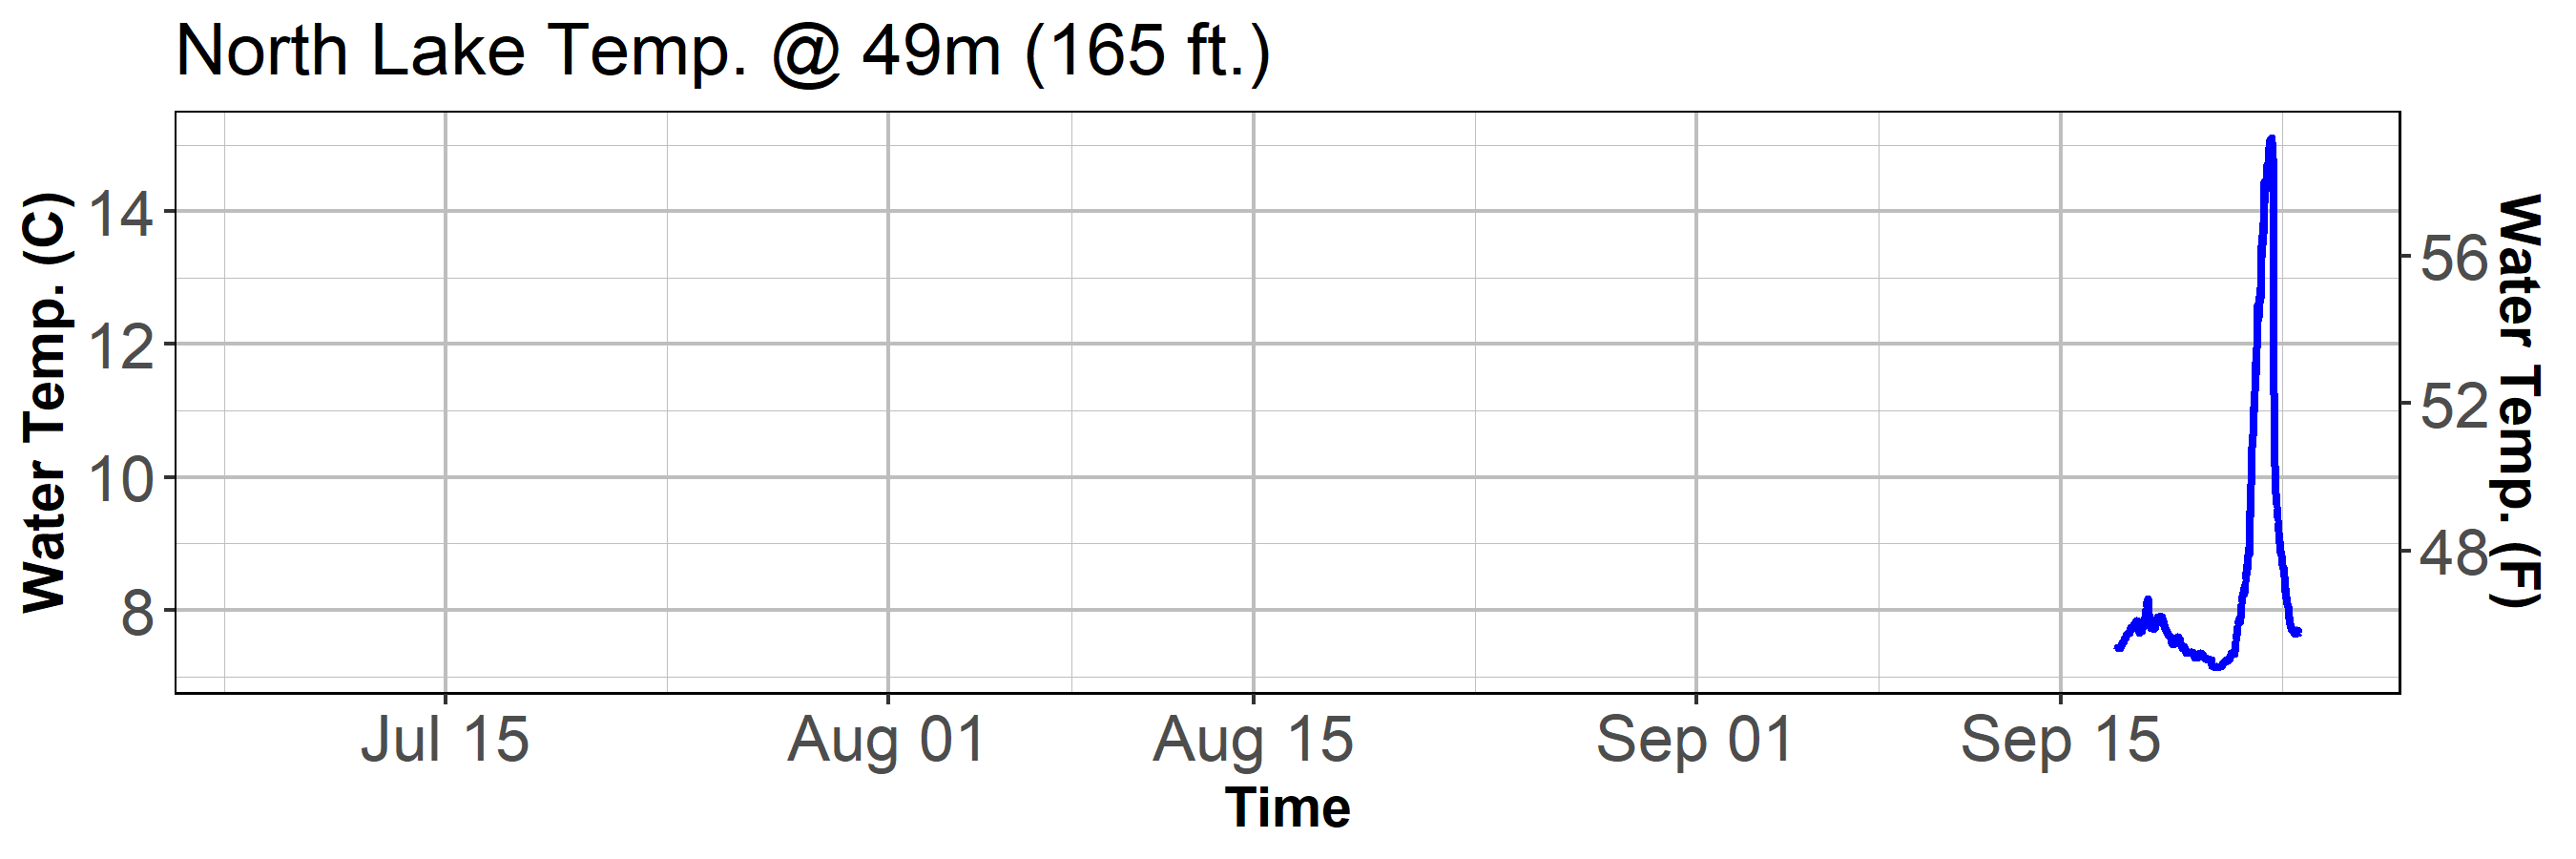 North Lake Temp. @ 49m (165 ft.)
Water Temp. (C)
14
12
10
8
56
52
48
Water Temp. (F)
Jul 15
Aug 01
Aug 15
Sep 01
Sep 15
Time